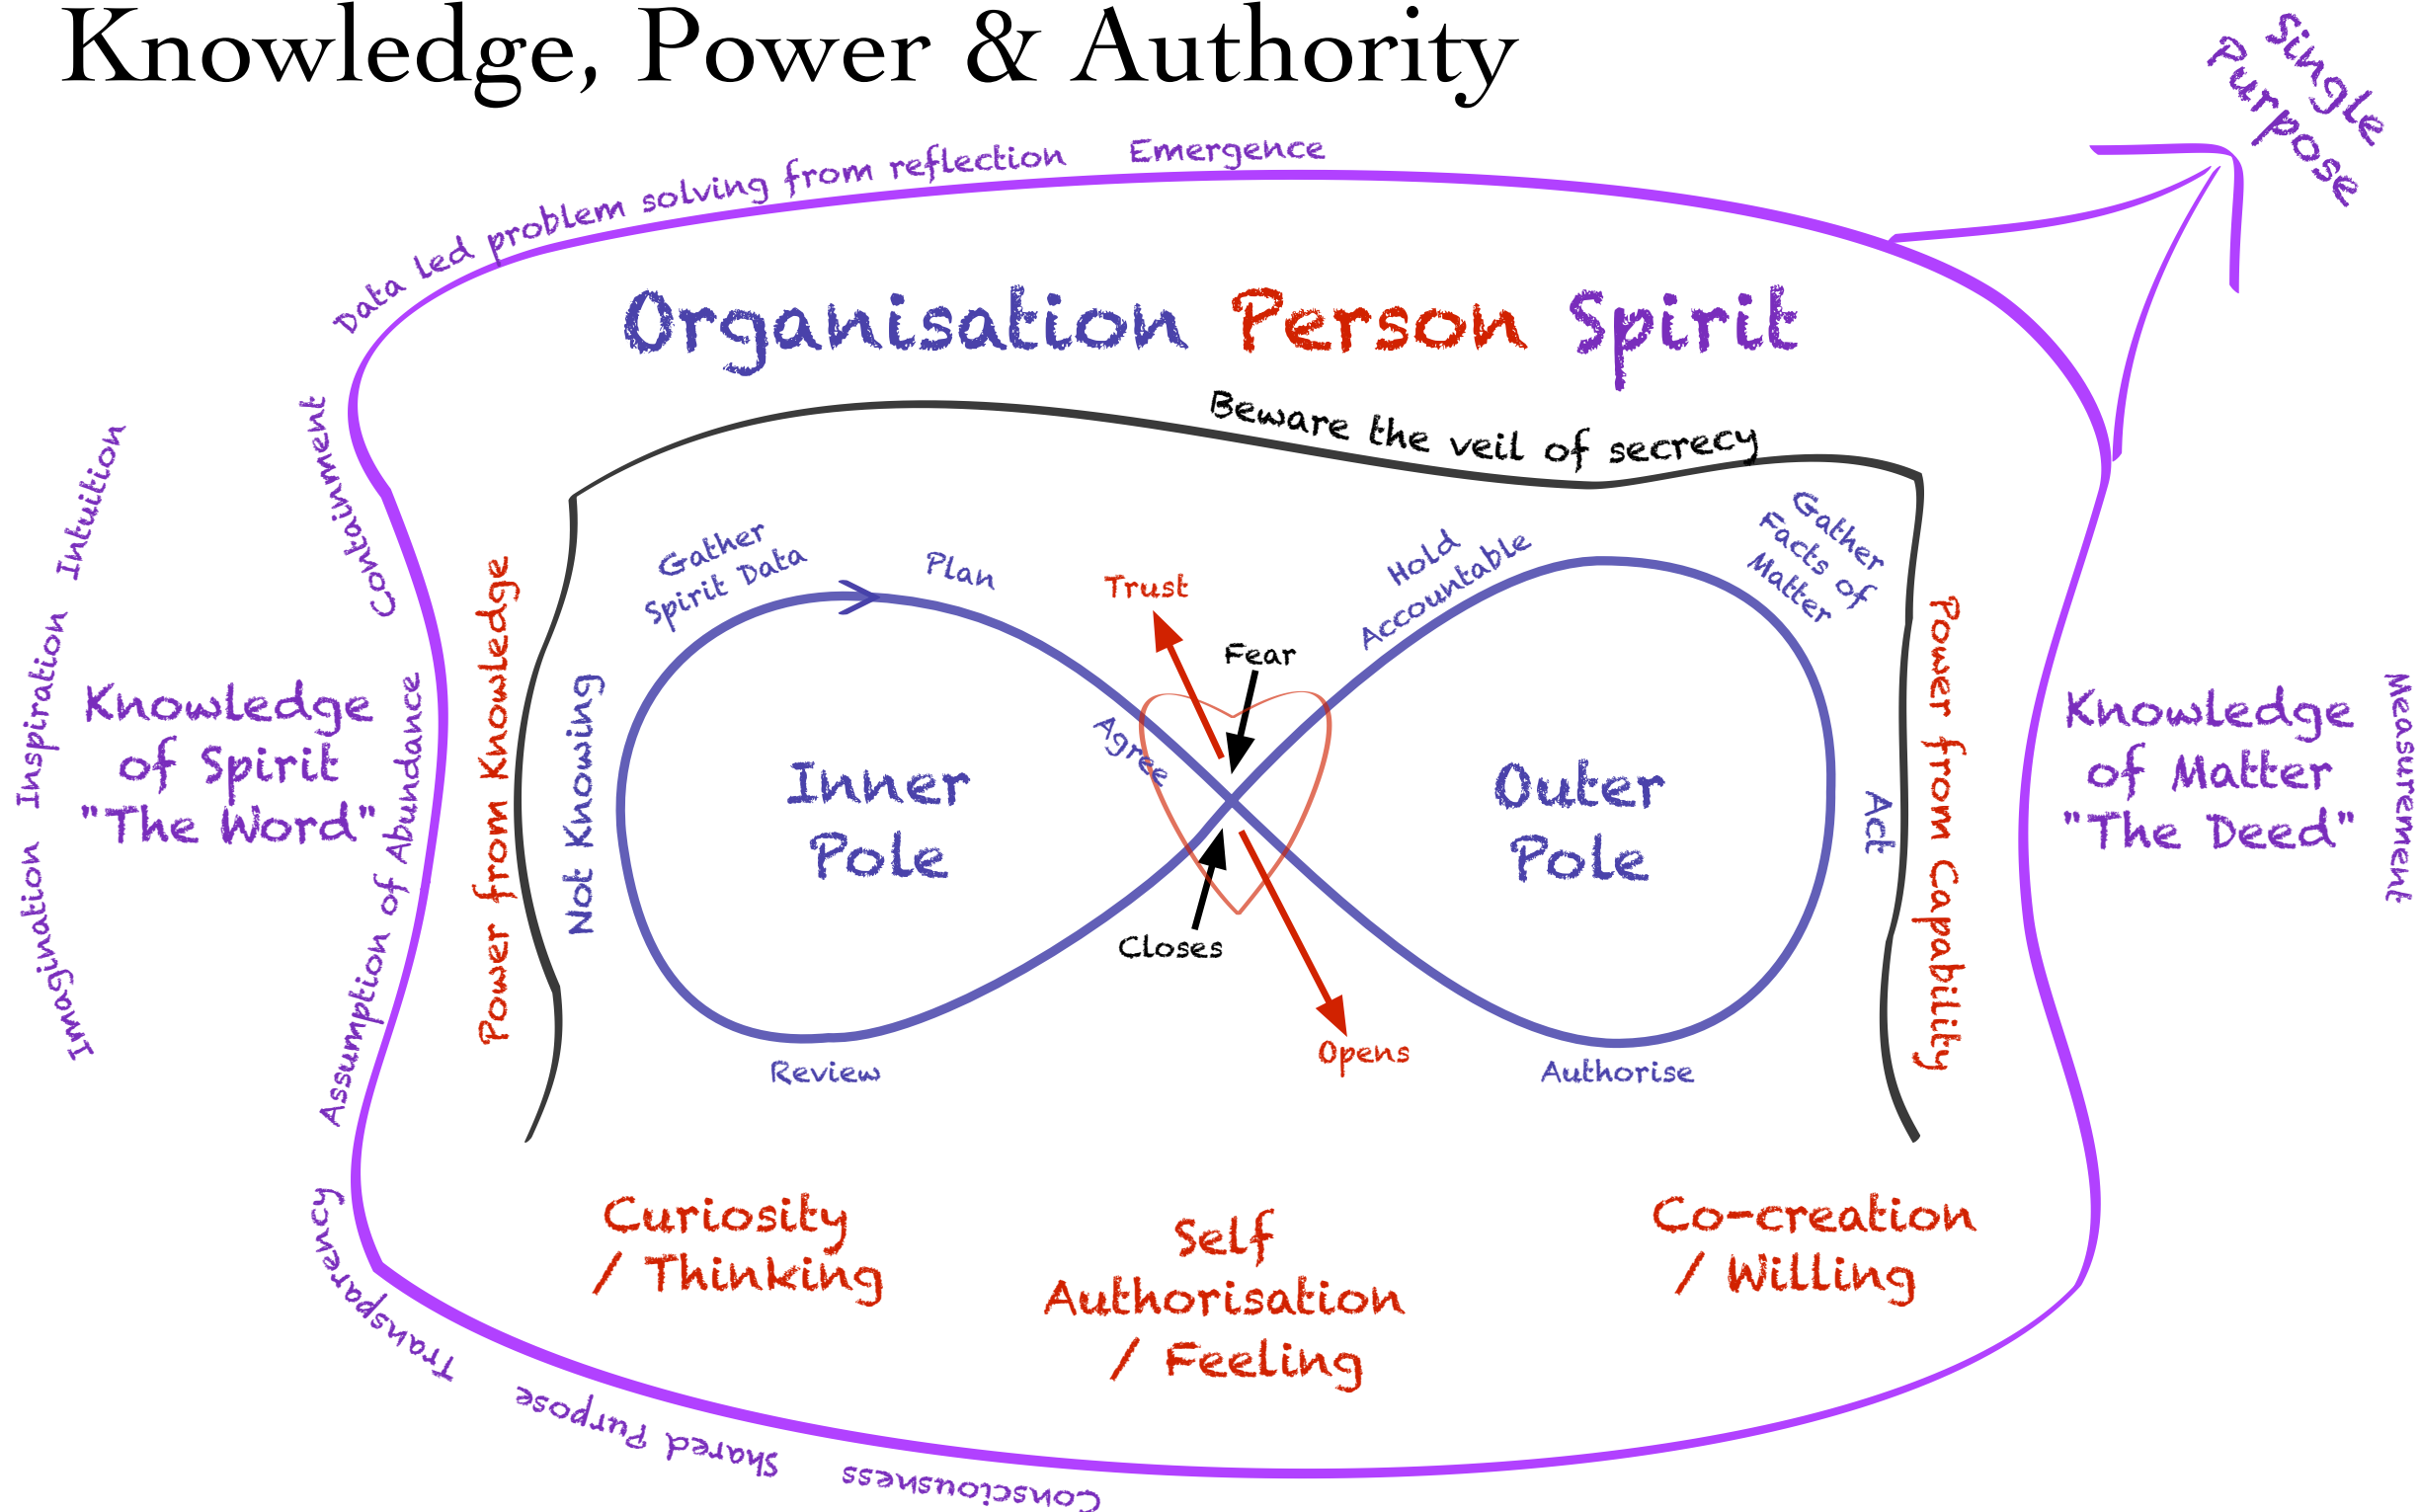 Knowledge, Power & Authority
Single
Purpose
Data led problem solving from reflection
Emergence
Organisation Person Spirit
Beware the veil of secrecy
Containment
Intuition
Inspiration
Imagination
Knowledge
of Spirit
"The Word"
Assumption of Abundance
Power from Knowledge
Not Knowing
Gather
Spirit Data
Plan
Trust
Fear
Agree
Hold
Accountable
Gather
Facts of
Matter
Inner
Pole
Outer
Pole
Act
Power from Capability
Knowledge
of Matter
"The Deed"
Measurement
Closes
Opens
Review
Authorise
Curiosity
/ Thinking
Self
Authorisation
/ Feeling
Co-creation
/ Willing
Transparency
Shared Purpose
Consciousness